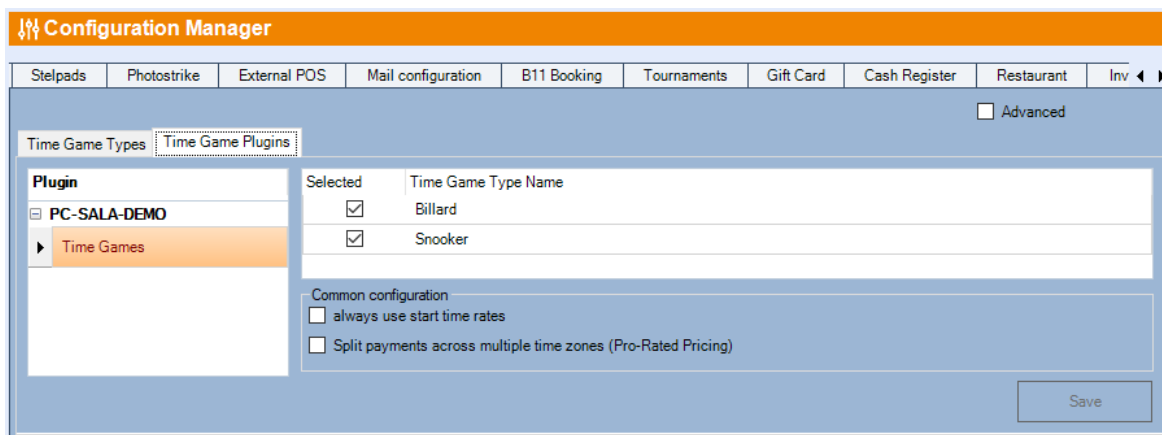 Configuration Manager
Stelpads Photostrike External POS Mail configuration B11 Booking Tournaments Gift Card Cash Register Restaurant Inv
Advanced
Time Game Types Time Game Plugins
Plugin Selected Time Game Type Name
PC-SALA-DEMO Billard
Time Games Snooker
Common configuration
always use start time rates
Split payments across multiple time zones (Pro-Rated Pricing)
Save